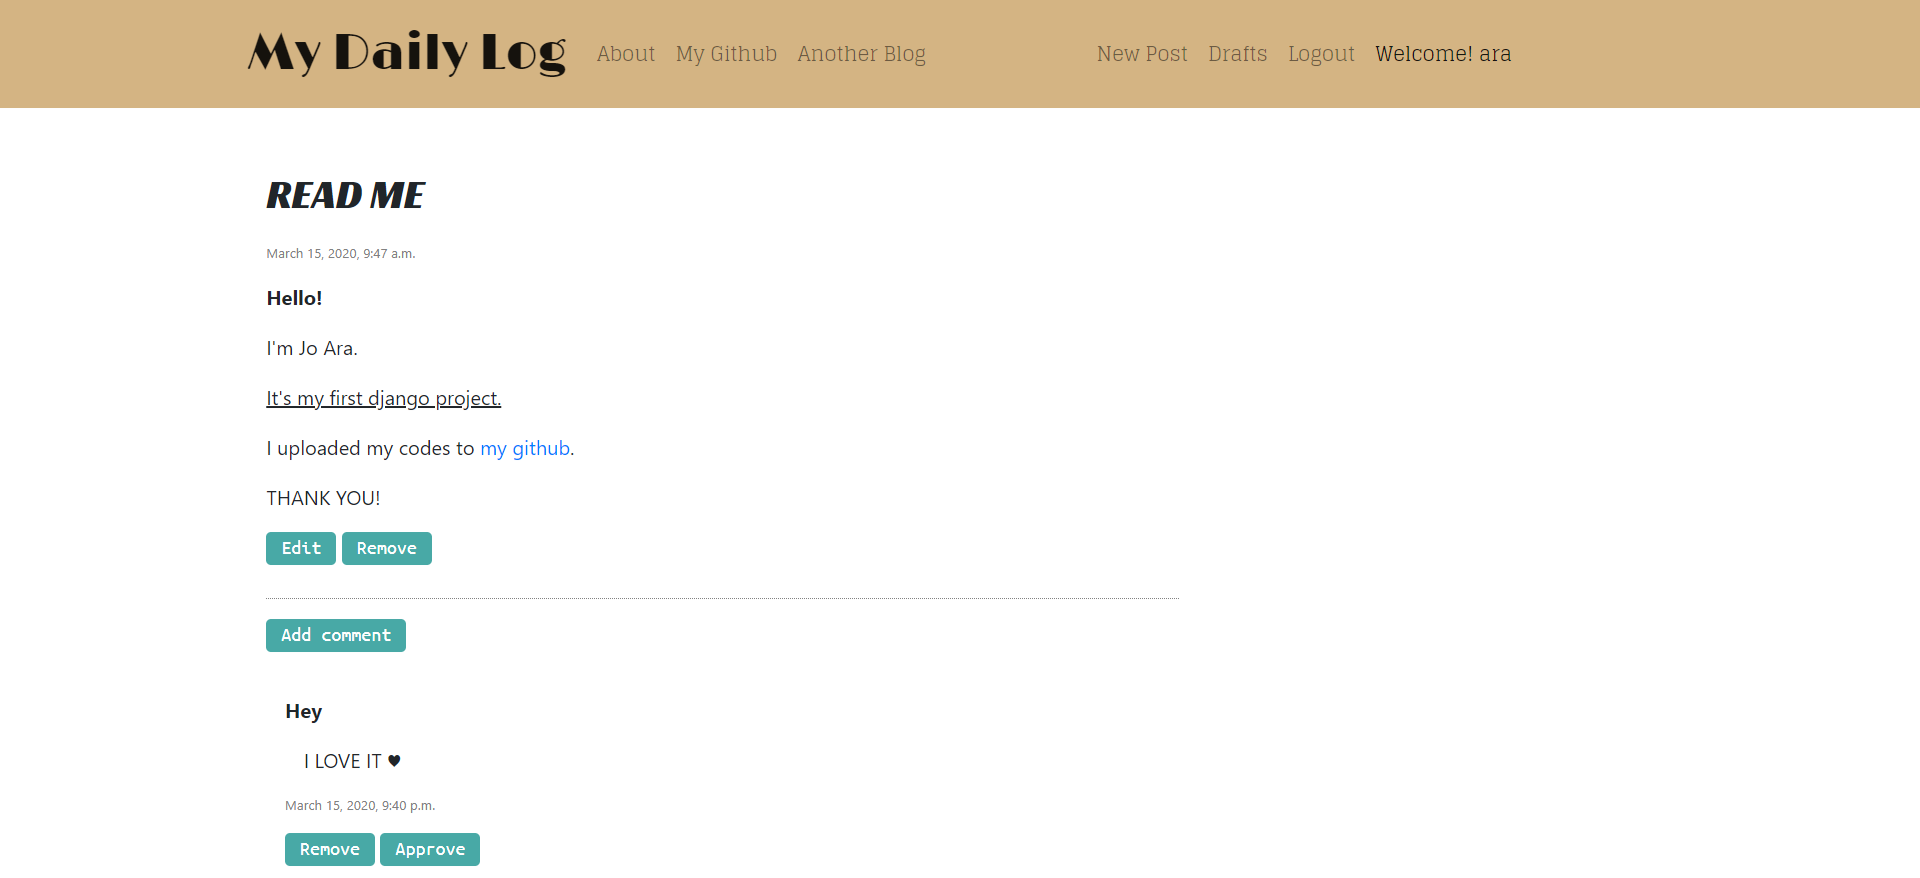 My Daily Log About My Github Another Blog New Post Drafts Logout Welcome! ara
READ ME
March 15, 2020, 9:47 a.m.
Hello!
I'm Jo Ara.
It's my first django project.
I uploaded my codes to my github.
THANK YOU!
Edit Remove
Add comment
Hey
I LOVE IT ♥
March 15, 2020, 9:40 p.m.
Remove Approve